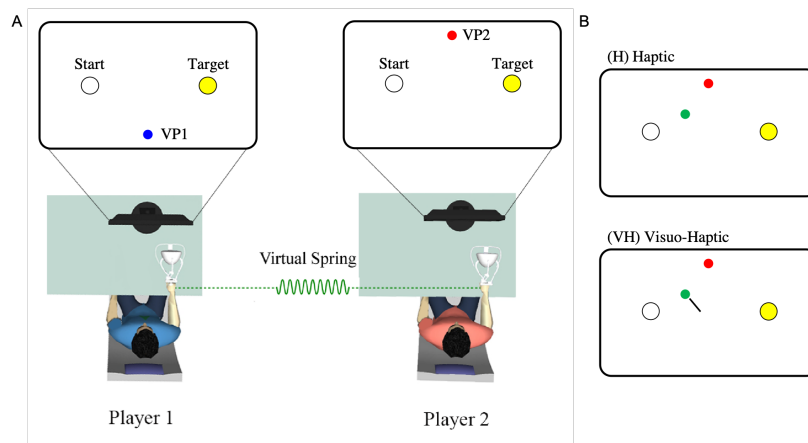 A
B
Start
Target
VP1
VP2
Start
Target
(H) Haptic
(VH) Visuo-Haptic
Virtual Spring
Player 1
Player 2